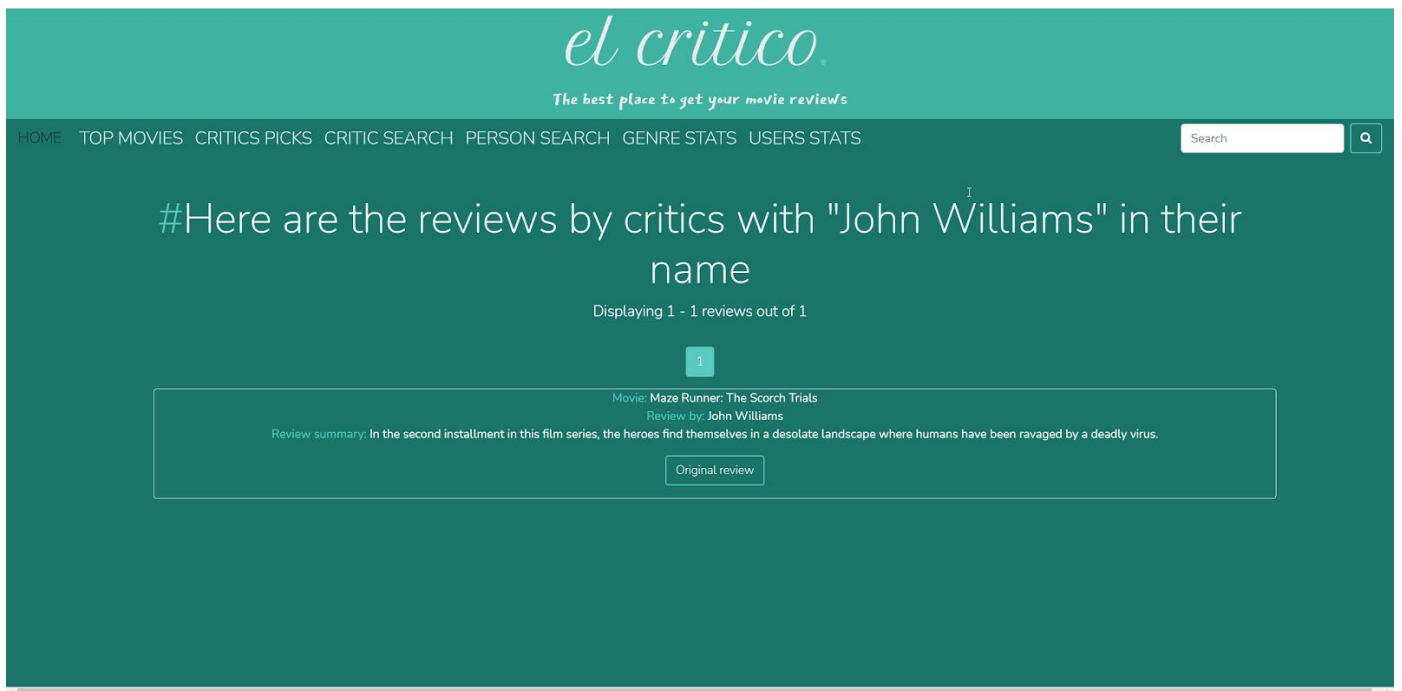 el critico.
The best place to get your movie reviews
HOME TOP MOVIES CRITICS PICKS CRITIC SEARCH PERSON SEARCH GENRE STATS USERS STATS Search
#Here are the reviews by critics with "John Williams" in their
name
Displaying 1 - 1 reviews out of 1
1
Movie: Maze Runner: The Scorch Trials
Review by: John Williams
Review summary: In the second installment in this film series, the heroes find themselves in a desolate landscape where humans have been ravaged by a deadly virus.
Original review